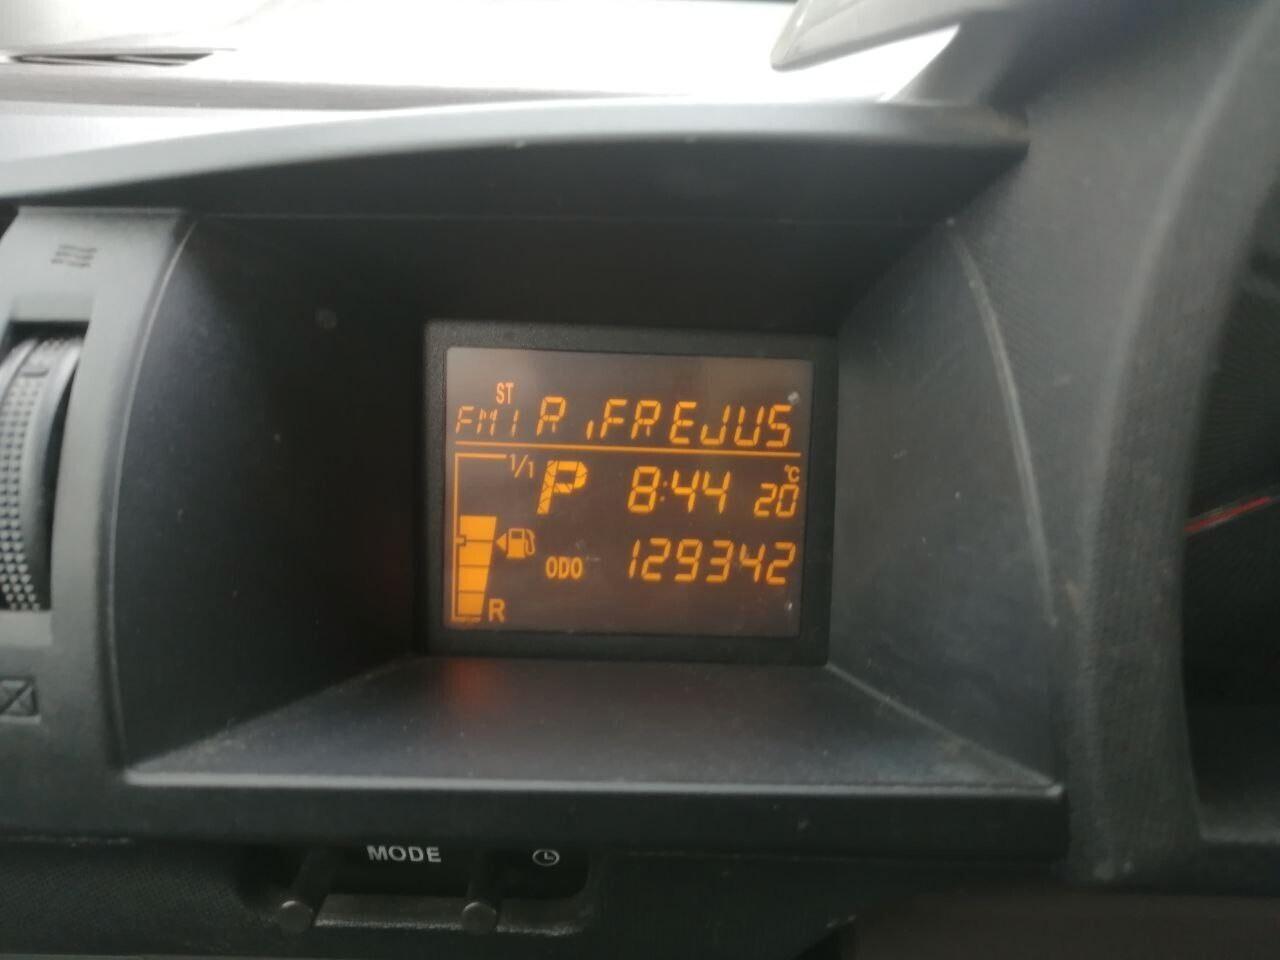 ST
FM1 R.FREJUS
1/1 P 8:44 20 °C
ODO 129342
R
MODE